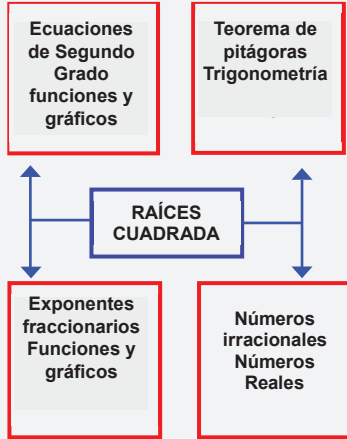 Ecuaciones
de Segundo
Grado
funciones y
gráficos
Teorema de
pitágoras
Trigonometría
RAÍCES
CUADRADA
Exponentes
fraccionarios
Funciones y
gráficos
Números
irracionales
Números
Reales